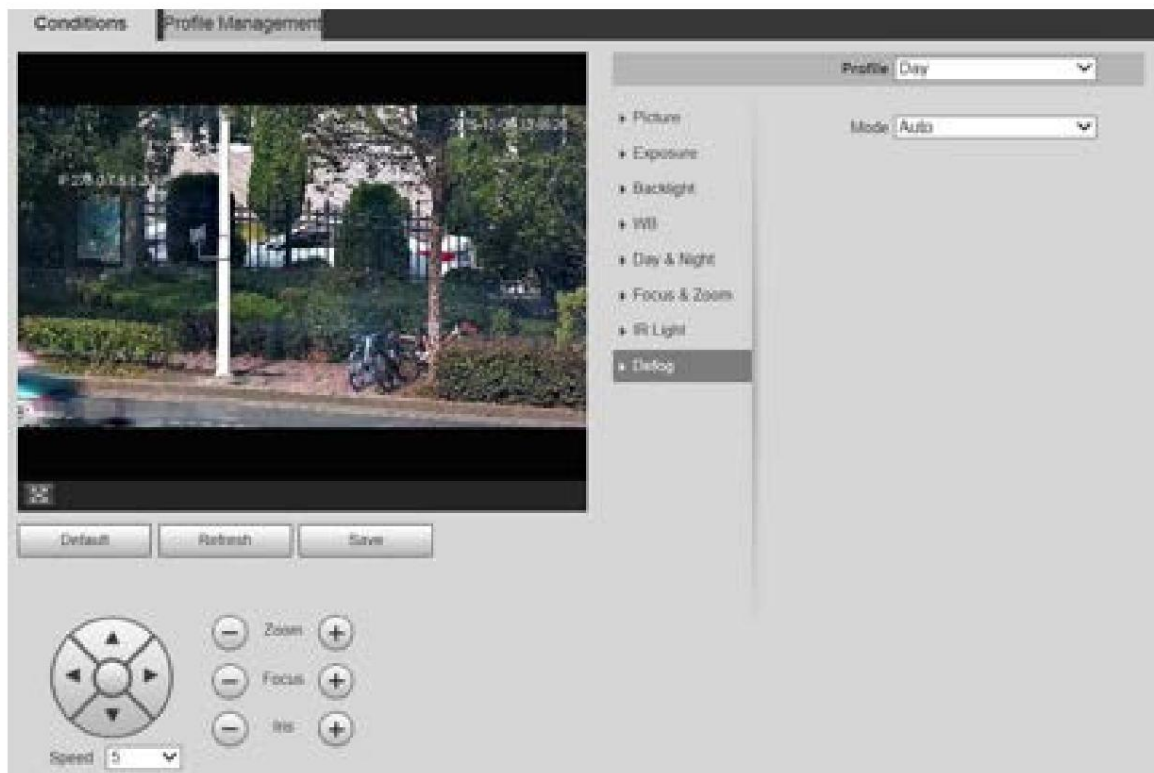 Conditions
Profile Management
Profile Day
Picture
Mode Auto
Exposure
Backlight
WB
Day & Night
Focus & Zoom
IR Light
Defog
Default
Refresh
Save
Zoom
Focus
Iris
Speed 5